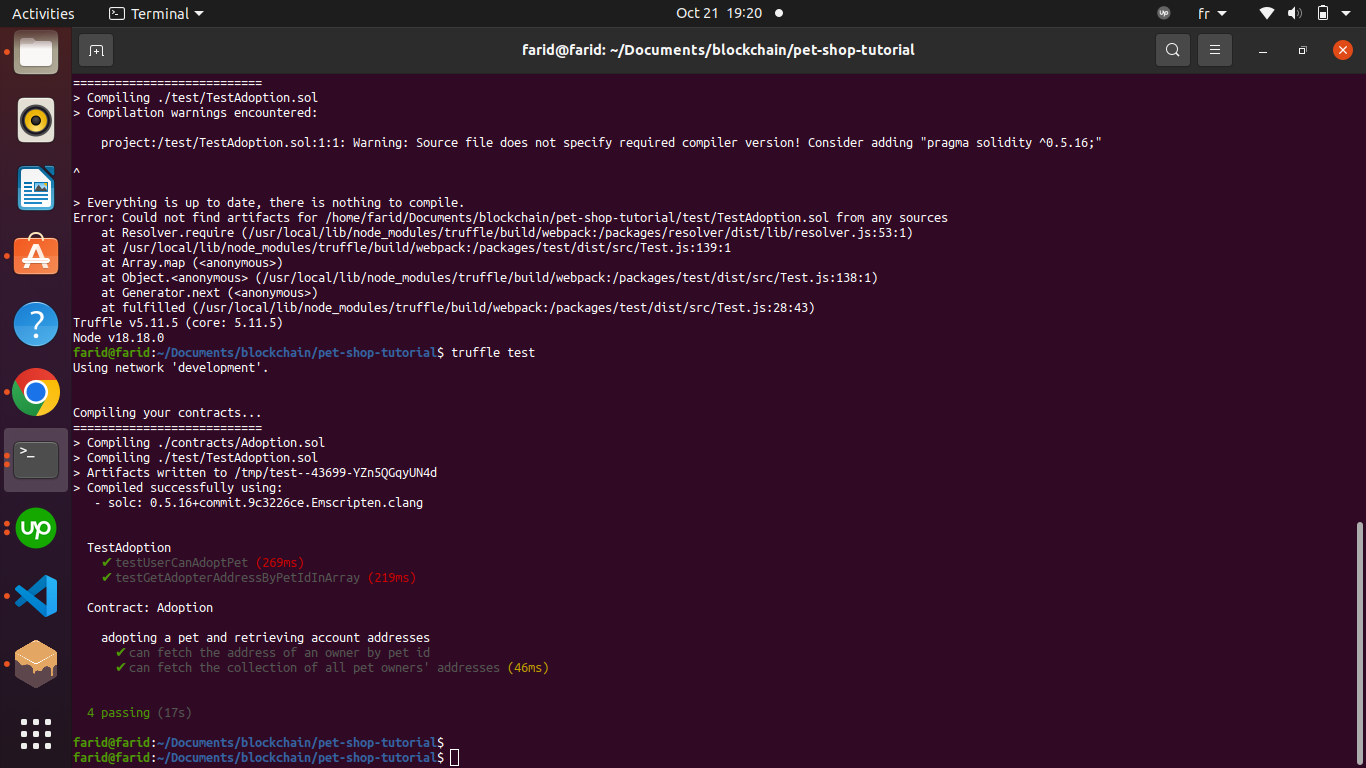 Activities Terminal Oct 21 19:20 fr
farid@farid: ~/Documents/blockchain/pet-shop-tutorial
===========================
> Compiling ./test/TestAdoption.sol
> Compilation warnings encountered:
project:/test/TestAdoption.sol:1:1: Warning: Source file does not specify required compiler version! Consider adding "pragma solidity ^0.5.16;"
^
> Everything is up to date, there is nothing to compile.
Error: Could not find artifacts for /home/farid/Documents/blockchain/pet-shop-tutorial/test/TestAdoption.sol from any sources
at Resolver.require (/usr/local/lib/node_modules/truffle/build/webpack:/packages/resolver/dist/lib/resolver.js:53:1)
at /usr/local/lib/node_modules/truffle/build/webpack:/packages/test/dist/src/Test.js:139:1
at Array.map (<anonymous>)
at Object.<anonymous> (/usr/local/lib/node_modules/truffle/build/webpack:/packages/test/dist/src/Test.js:138:1)
at Generator.next (<anonymous>)
at fulfilled (/usr/local/lib/node_modules/truffle/build/webpack:/packages/test/dist/src/Test.js:28:43)
Truffle v5.11.5 (core: 5.11.5)
Node v18.18.0
farid@farid:~/Documents/blockchain/pet-shop-tutorial$ truffle test
Using network 'development'.
Compiling your contracts...
===========================
> Compiling ./contracts/Adoption.sol
> Compiling ./test/TestAdoption.sol
> Artifacts written to /tmp/test--43699-YZn5QGqyUN4d
> Compiled successfully using:
- solc: 0.5.16+commit.9c3226ce.Emscripten.clang
TestAdoption
✔ testUserCanAdoptPet (269ms)
✔ testGetAdopterAddressByPetIdInArray (219ms)
Contract: Adoption
adopting a pet and retrieving account addresses
✔ can fetch the address of an owner by pet id
✔ can fetch the collection of all pet owners' addresses (46ms)
4 passing (17s)
farid@farid:~/Documents/blockchain/pet-shop-tutorial$
farid@farid:~/Documents/blockchain/pet-shop-tutorial$